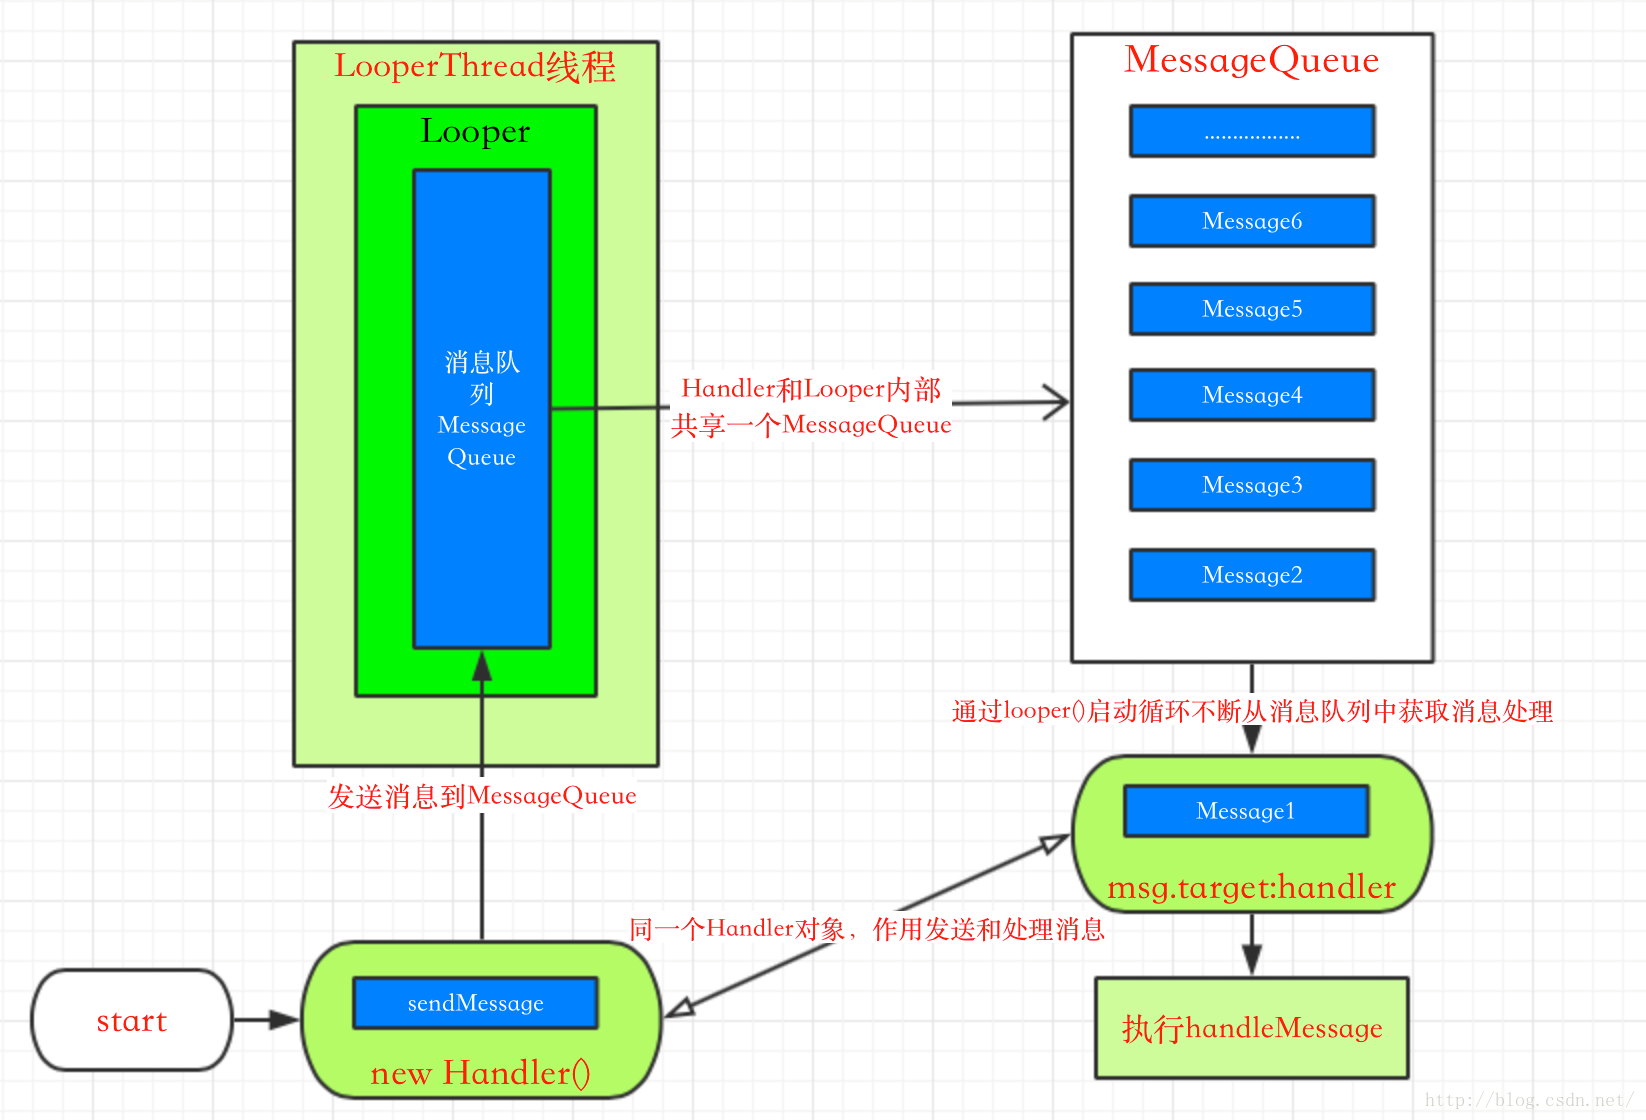 LooperThread线程
Looper
消息队
列
Message
Queue
Handler和Looper内部
共享一个MessageQueue
MessageQueue
.................
Message6
Message5
Message4
Message3
Message2
通过looper()启动循环不断从消息队列中获取消息处理
发送消息到MessageQueue
Message1
msg.target:handler
同一个Handler对象，作用发送和处理消息
start
sendMessage
new Handler()
执行handleMessage
http://blog.csdn.net/